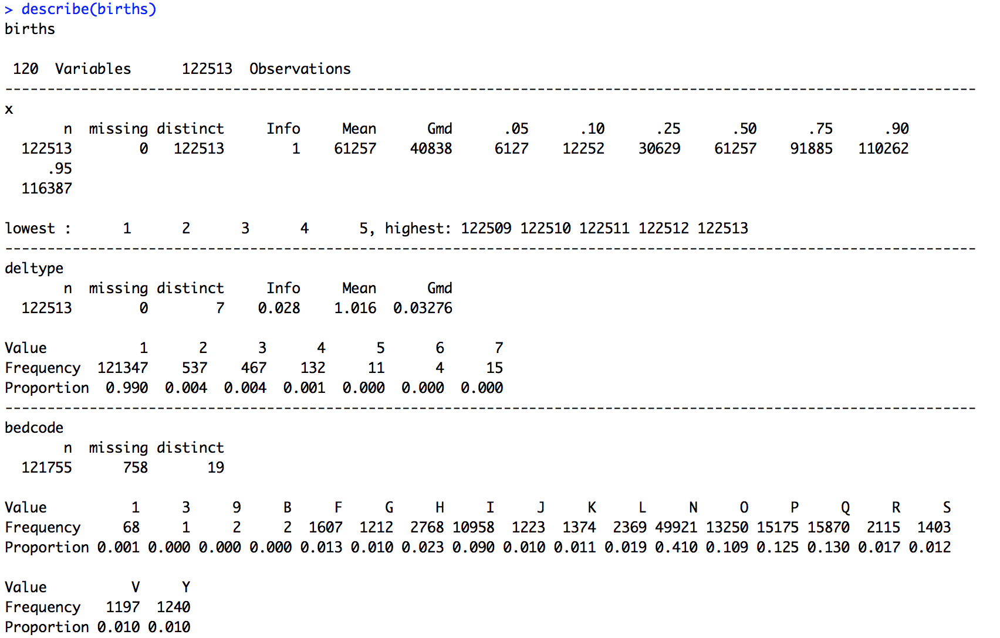 > describe(births)
births
120 Variables 122513 Observations
-------------------------------------------------------------------------------------------------------------------
x
n missing distinct Info Mean Gmd .05 .10 .25 .50 .75 .90
122513 0 122513 1 61257 40838 6127 12252 30629 61257 91885 110262
.95
116387
lowest : 1 2 3 4 5, highest: 122509 122510 122511 122512 122513
-------------------------------------------------------------------------------------------------------------------
deltype
n missing distinct Info Mean Gmd
122513 0 7 0.028 1.016 0.03276
Value 1 2 3 4 5 6 7
Frequency 121347 537 467 132 11 4 15
Proportion 0.990 0.004 0.004 0.001 0.000 0.000 0.000
-------------------------------------------------------------------------------------------------------------------
bedcode
n missing distinct
121755 758 19
Value 1 3 9 B F G H I J K L N O P Q R S
Frequency 68 1 2 2 1607 1212 2768 10958 1223 1374 2369 49921 13250 15175 15870 2115 1403
Proportion 0.001 0.000 0.000 0.000 0.013 0.010 0.023 0.090 0.010 0.011 0.019 0.410 0.109 0.125 0.130 0.017 0.012
Value V Y
Frequency 1197 1240
Proportion 0.010 0.010